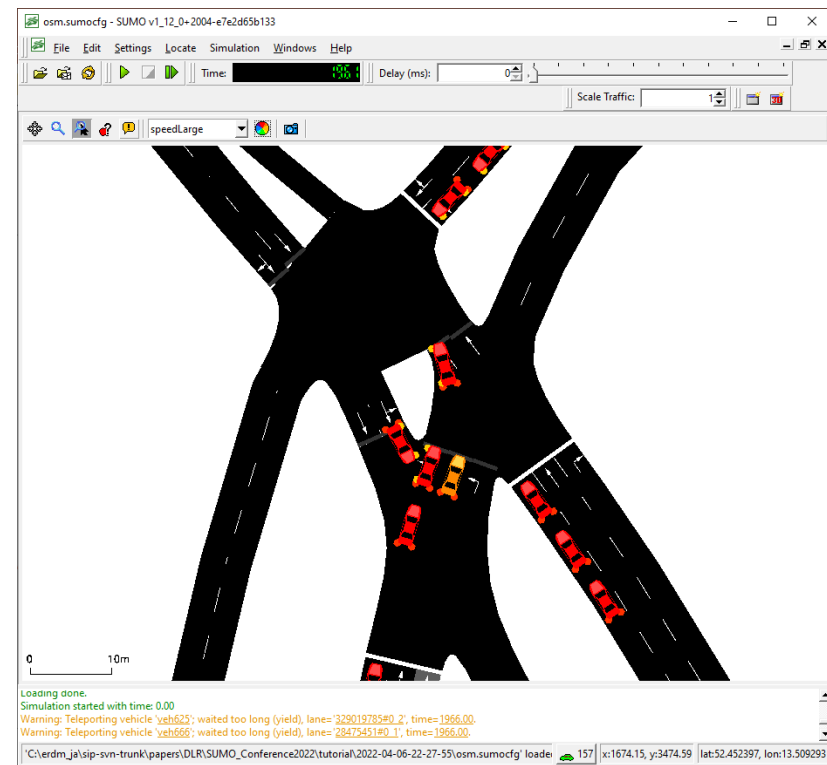 osm.sumocfg - SUMO v1_12_0+2004-e7e2d65b133
File Edit Settings Locate Simulation Windows Help
Time: 1961 Delay (ms): 0
Scale Traffic: 1
speedLarge
0 10m
Loading done.
Simulation started with time: 0.00
Warning: Teleporting vehicle 'veh625'; waited too long (yield), lane='329019785#0_2', time=1966.00.
Warning: Teleporting vehicle 'veh666'; waited too long (yield), lane='28475451#0_1', time=1966.00.
'C:\erdm_ja\sip-svn-trunk\papers\DLR\SUMO_Conference2022\tutorial\2022-04-06-22-27-55\osm.sumocfg' loade 157 x:1674.15, y:3474.59 lat:52.452397, lon:13.509293